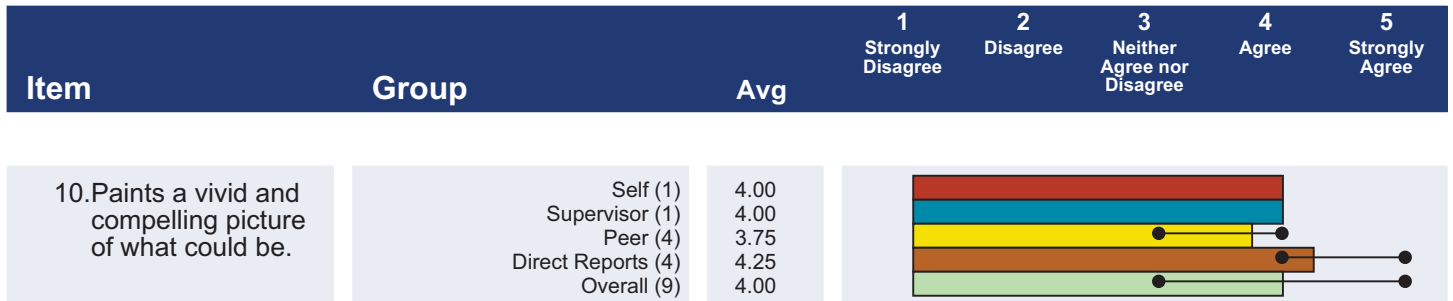 Item Group Avg
1 2 3 4 5
Strongly Disagree Neither Agree Strongly
Disagree Agree nor Agree
Disagree
10.Paints a vivid and
compelling picture
of what could be.
Self (1) 4.00
Supervisor (1) 4.00
Peer (4) 3.75
Direct Reports (4) 4.25
Overall (9) 4.00